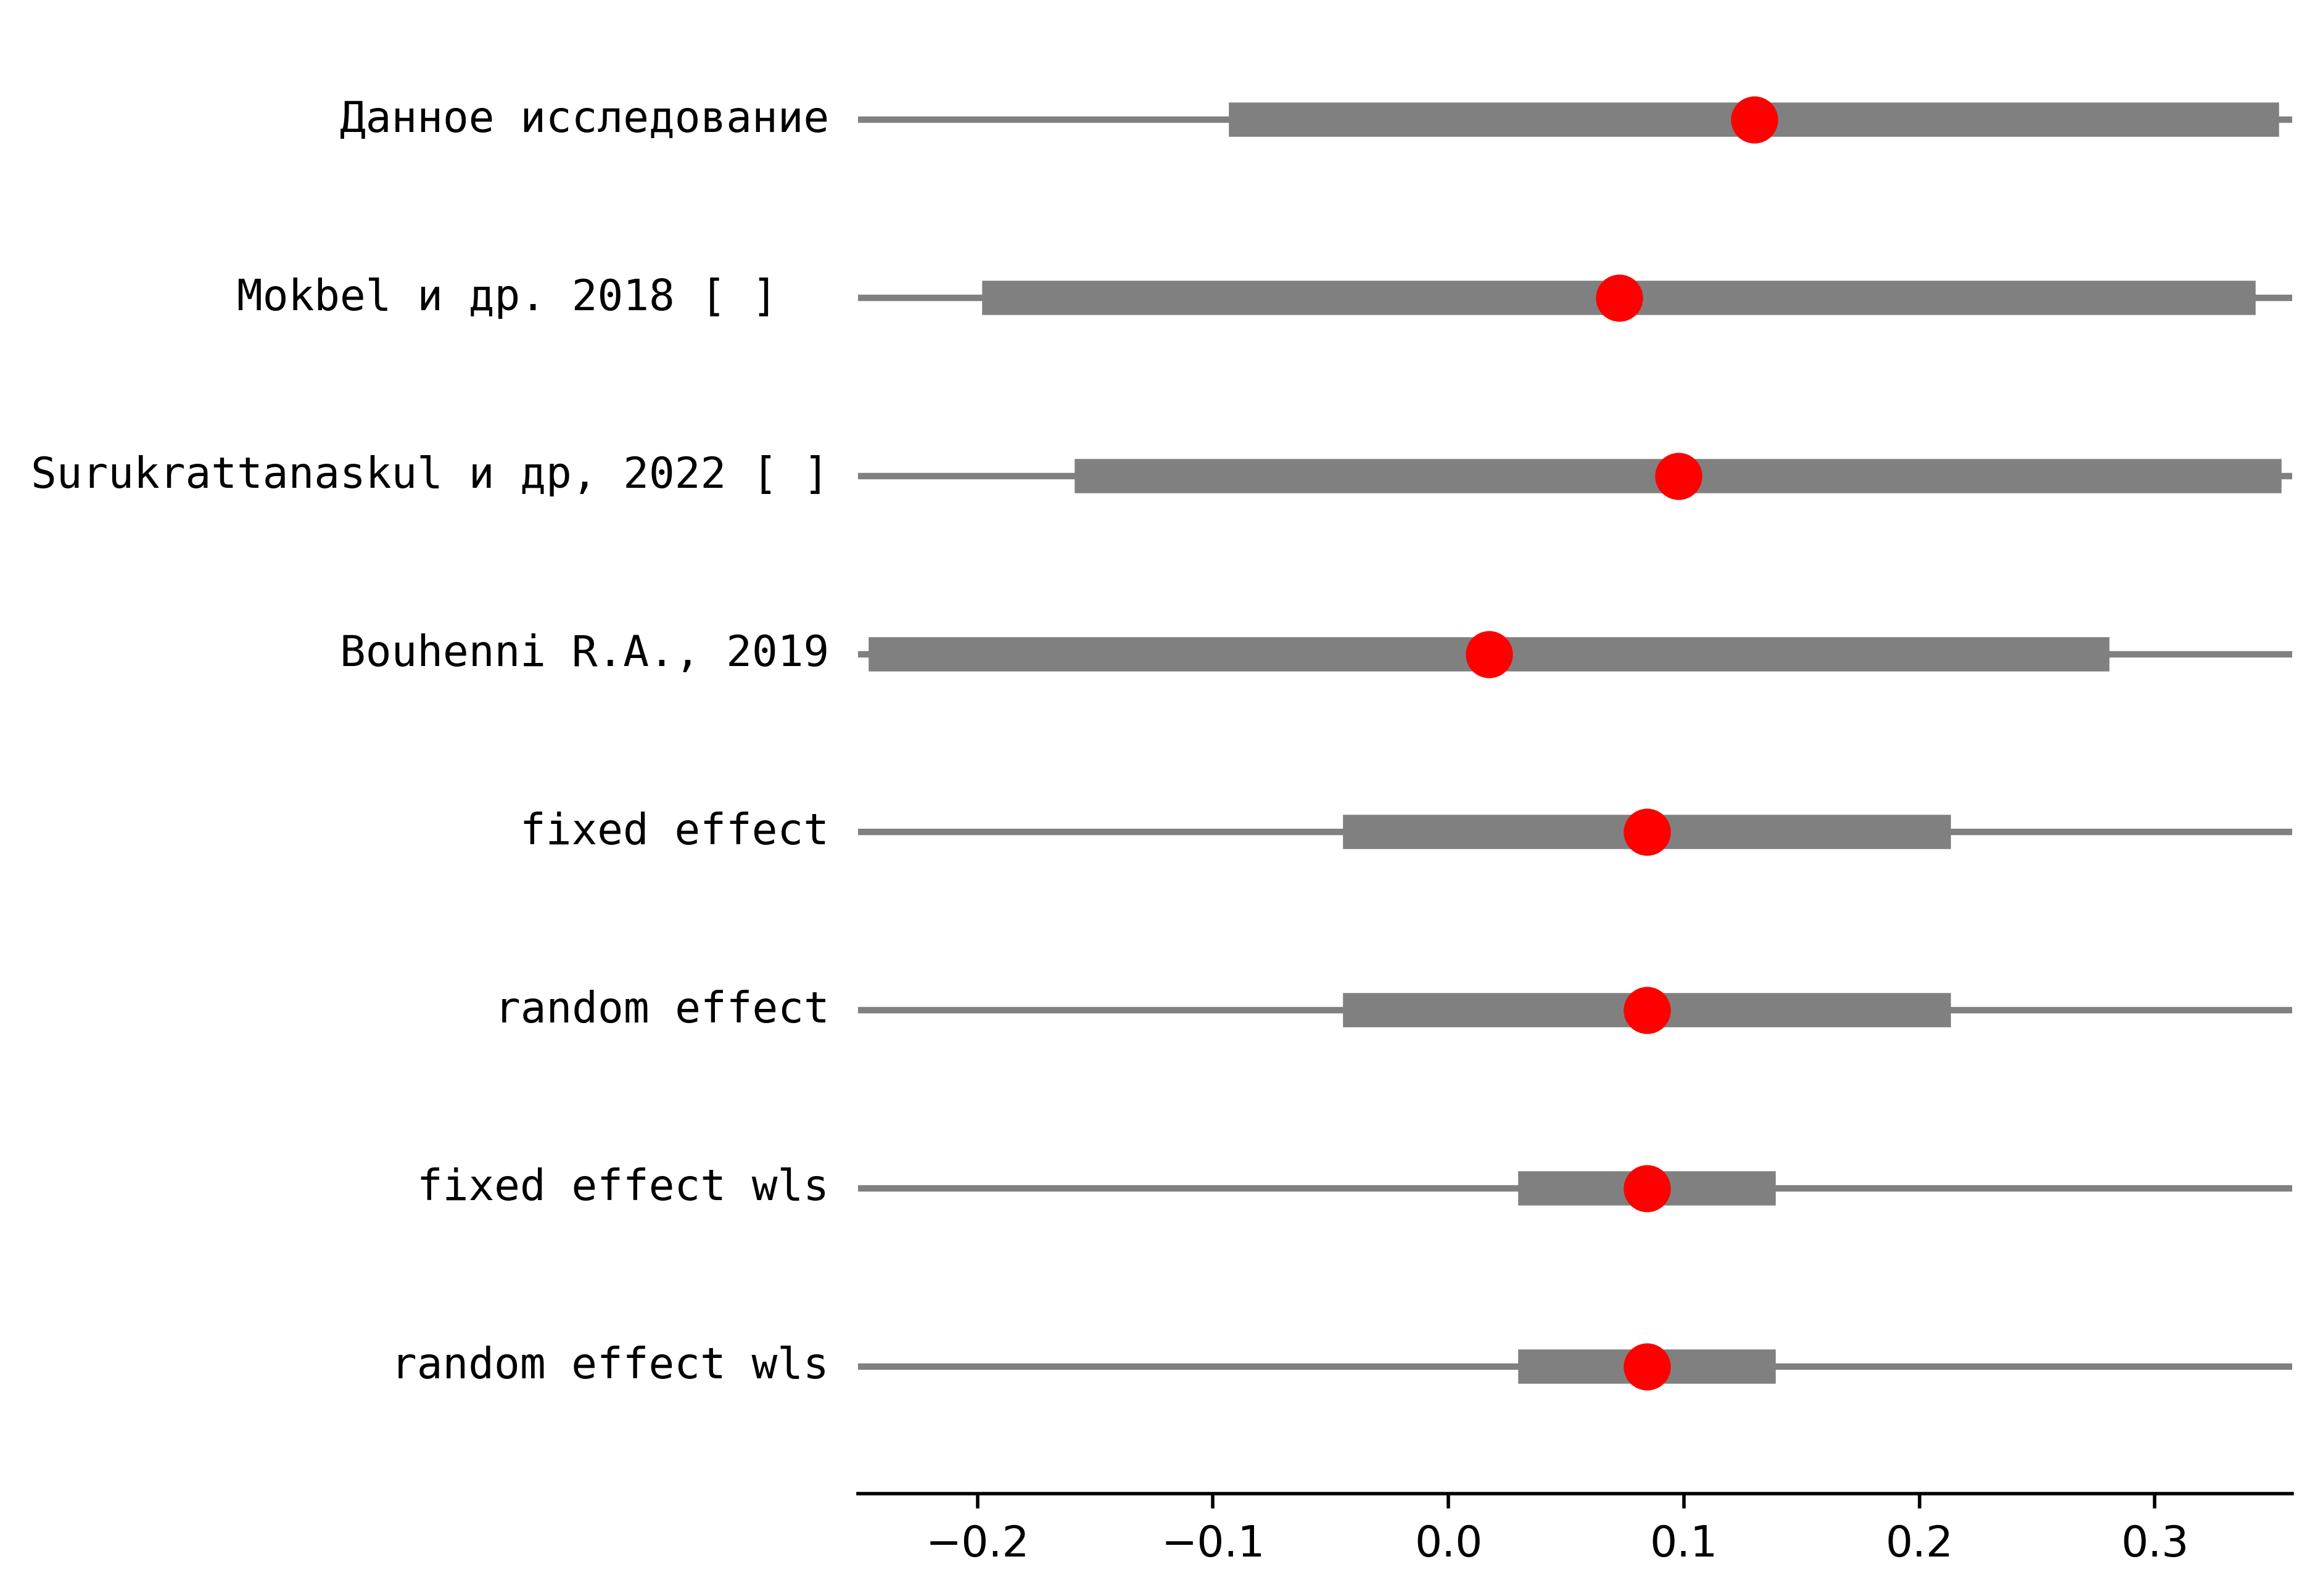 Данное исследование
Mokbel и др. 2018 [ ]
Surukrattanaskul и др, 2022 [ ]
Bouhenni R.A., 2019
fixed effect
random effect
fixed effect wls
random effect wls
−0.2 −0.1 0.0 0.1 0.2 0.3